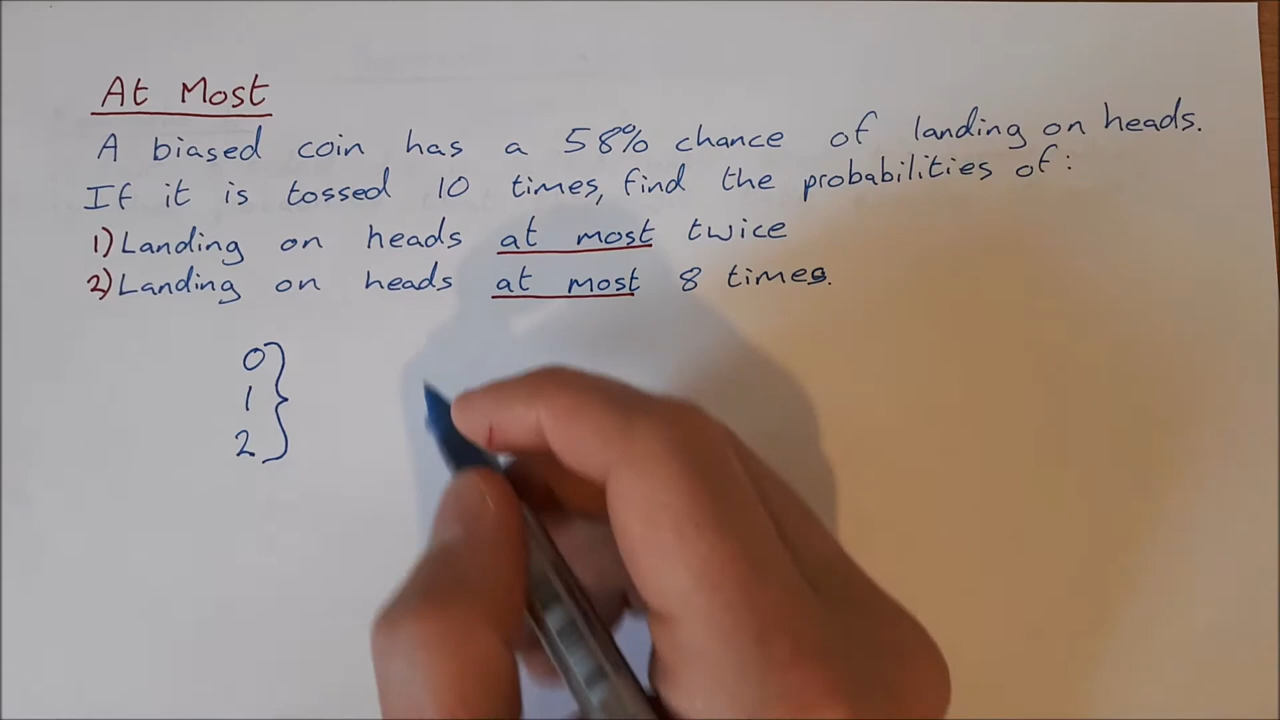 At Most
A biased coin has a 58% chance of landing on heads.
If it is tossed 10 times, find the probabilities of:
1) Landing on heads at most twice
2) Landing on heads at most 8 times.
0
1
2